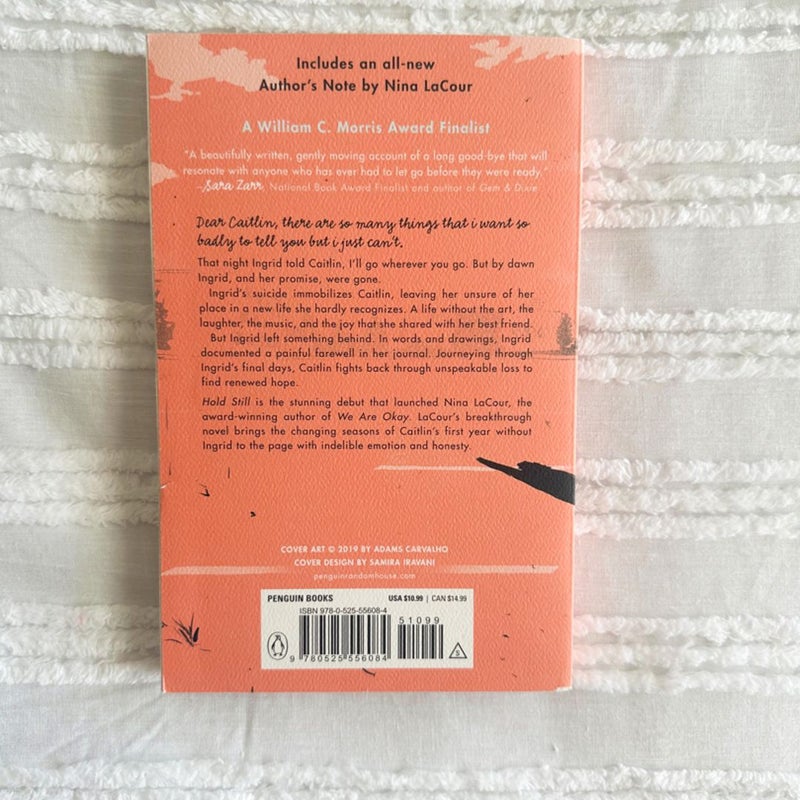 Includes an all-new
Author's Note by Nina LaCour
A William C. Morris Award Finalist
"A beautifully written, gently moving account of a long good-bye that will
resonate with anyone who has ever had to let go before they were ready."
—Sara Zarr, National Book Award Finalist and author of Gem & Dixie
Dear Caitlin, there are so many things that i want so
badly to tell you but i just can't.
That night Ingrid told Caitlin, I'll go wherever you go. But by dawn
Ingrid, and her promise, were gone.
Ingrid's suicide immobilizes Caitlin, leaving her unsure of her
place in a new life she hardly recognizes. A life without the art, the
laughter, the music, and the joy that she shared with her best friend.
But Ingrid left something behind. In words and drawings, Ingrid
documented a painful farewell in her journal. Journeying through
Ingrid's final days, Caitlin fights back through unspeakable loss to
find renewed hope.
Hold Still is the stunning debut that launched Nina LaCour, the
award-winning author of We Are Okay. LaCour's breakthrough
novel brings the changing seasons of Caitlin's first year without
Ingrid to the page with indelible emotion and honesty.
COVER ART © 2019 BY ADAMS CARVALHO
COVER DESIGN BY SAMIRA IRAVANI
penguinrandomhouse.com
PENGUIN BOOKS USA $10.99 | CAN $14.99
ISBN 978-0-525-55608-4
51099
9 780525 556084
S